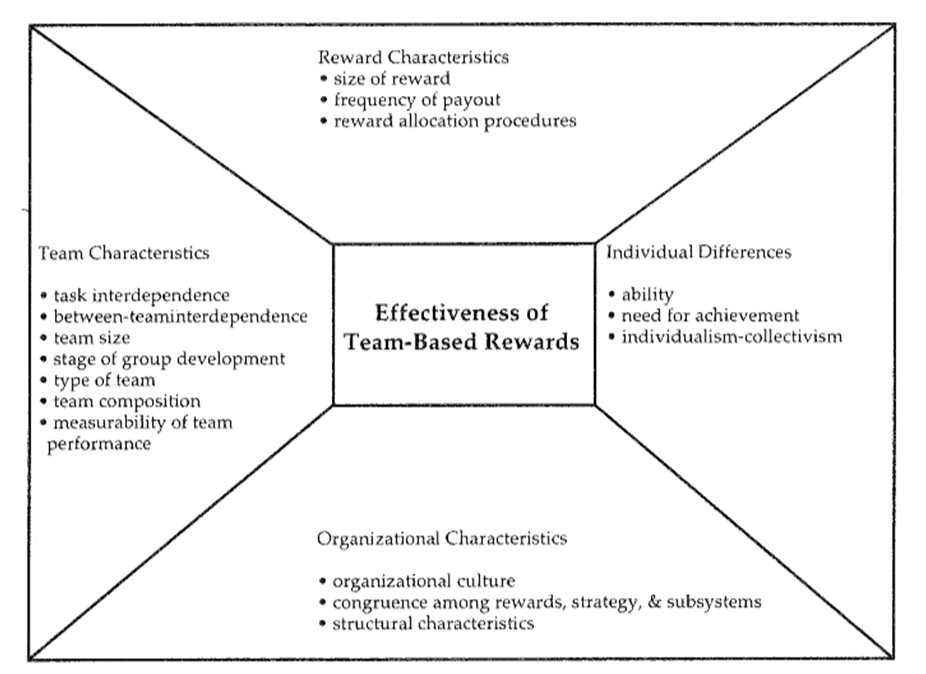 Reward Characteristics
• size of reward
• frequency of payout
• reward allocation procedures
Team Characteristics
• task interdependence
• between-teaminterdependence
• team size
• stage of group development
• type of team
• team composition
• measurability of team
performance
Effectiveness of
Team-Based Rewards
Individual Differences
• ability
• need for achievement
• individualism-collectivism
Organizational Characteristics
• organizational culture
• congruence among rewards, strategy, & subsystems
• structural characteristics